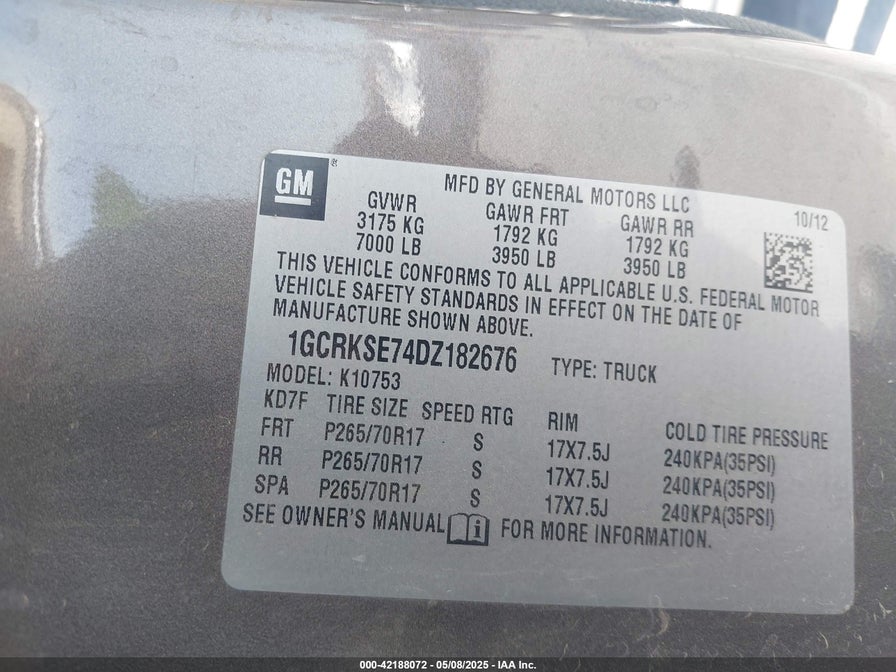 GM ®
MFD BY GENERAL MOTORS LLC
10/12
GVWR GAWR FRT GAWR RR
3175 KG 1792 KG 1792 KG
7000 LB 3950 LB 3950 LB
THIS VEHICLE CONFORMS TO ALL APPLICABLE U.S. FEDERAL MOTOR
VEHICLE SAFETY STANDARDS IN EFFECT ON THE DATE OF
MANUFACTURE SHOWN ABOVE.
1GCRKSE74DZ182676 TYPE: TRUCK
MODEL: K10753
KD7F TIRE SIZE SPEED RTG RIM COLD TIRE PRESSURE
FRT P265/70R17 S 17X7.5J 240KPA(35PSI)
RR P265/70R17 S 17X7.5J 240KPA(35PSI)
SPA P265/70R17 S 17X7.5J 240KPA(35PSI)
SEE OWNER'S MANUAL FOR MORE INFORMATION.
000-42188072 - 05/08/2025 - IAA Inc.